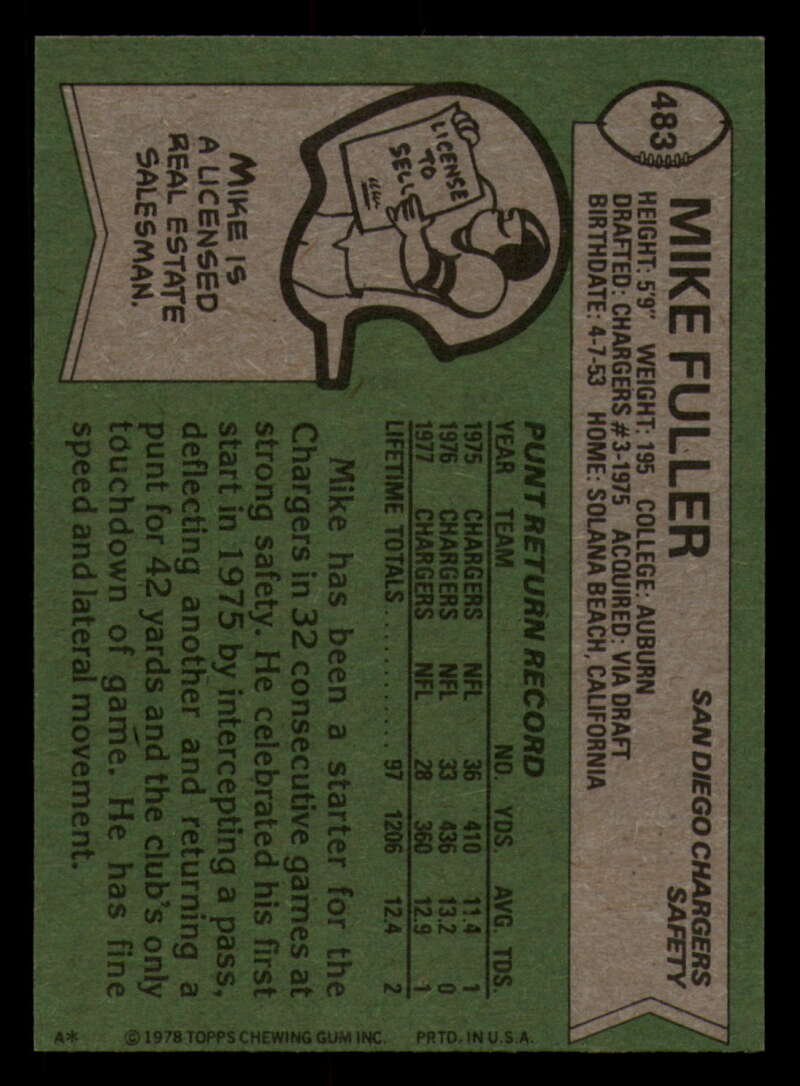 483
MIKE FULLER
SAN DIEGO CHARGERS
SAFETY
HEIGHT: 5'9" WEIGHT: 195 COLLEGE: AUBURN
DRAFTED: CHARGERS #3-1975 ACQUIRED: VIA DRAFT
BIRTHDATE: 4-7-53 HOME: SOLANA BEACH, CALIFORNIA
LICENSE
TO
SELL
MIKE IS
A LICENSED
REAL ESTATE
SALESMAN.
PUNT RETURN RECORD
YEAR TEAM NO. YDS. AVG. TDS.
1975 CHARGERS NFL 36 410 11.4 1
1976 CHARGERS NFL 33 436 13.2 0
1977 CHARGERS NFL 28 360 12.9 1
LIFETIME TOTALS .......... 97 1206 12.4 2
Mike has been a starter for the
Chargers in 32 consecutive games at
strong safety. He celebrated his first
start in 1975 by intercepting a pass,
deflecting another and returning a
punt for 42 yards and the club's only
touchdown of game. He has fine
speed and lateral movement.
A* © 1978 TOPPS CHEWING GUM INC. PRTD. IN U.S.A.